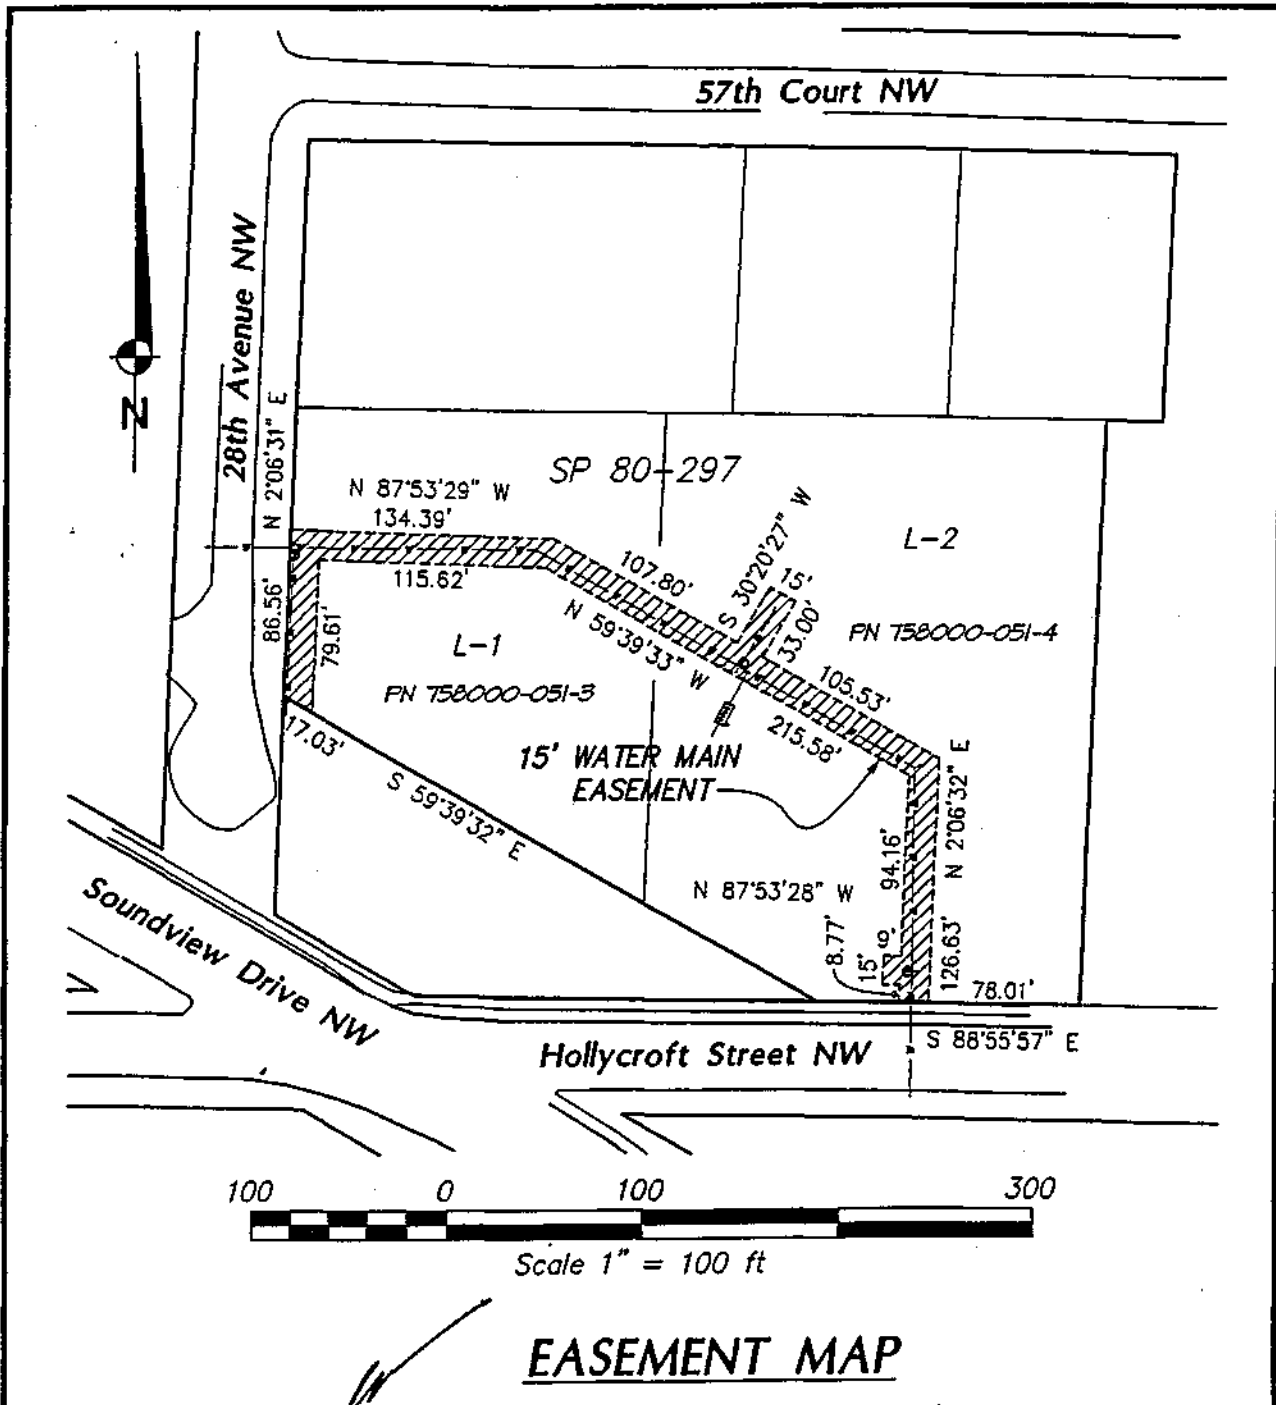 57th Court NW
28th Avenue NW
N
N 2°06'31" E
SP 80-297
N 87°53'29" W
134.39'
115.62'
86.56'
79.61'
L-1
PN 758000-051-3
17.03'
107.80'
N 59°39'33" W
S 30°20'27" W
15'
33.00'
L-2
PN 758000-051-4
105.53'
215.58'
15' WATER MAIN
EASEMENT
S 59°39'32" E
N 2°06'32" E
94.16'
N 87°53'28" W
8.77'
15'
9'
126.63'
78.01'
S 88°55'57" E
Soundview Drive NW
Hollycroft Street NW
100 0 100 300
Scale 1" = 100 ft
EASEMENT MAP